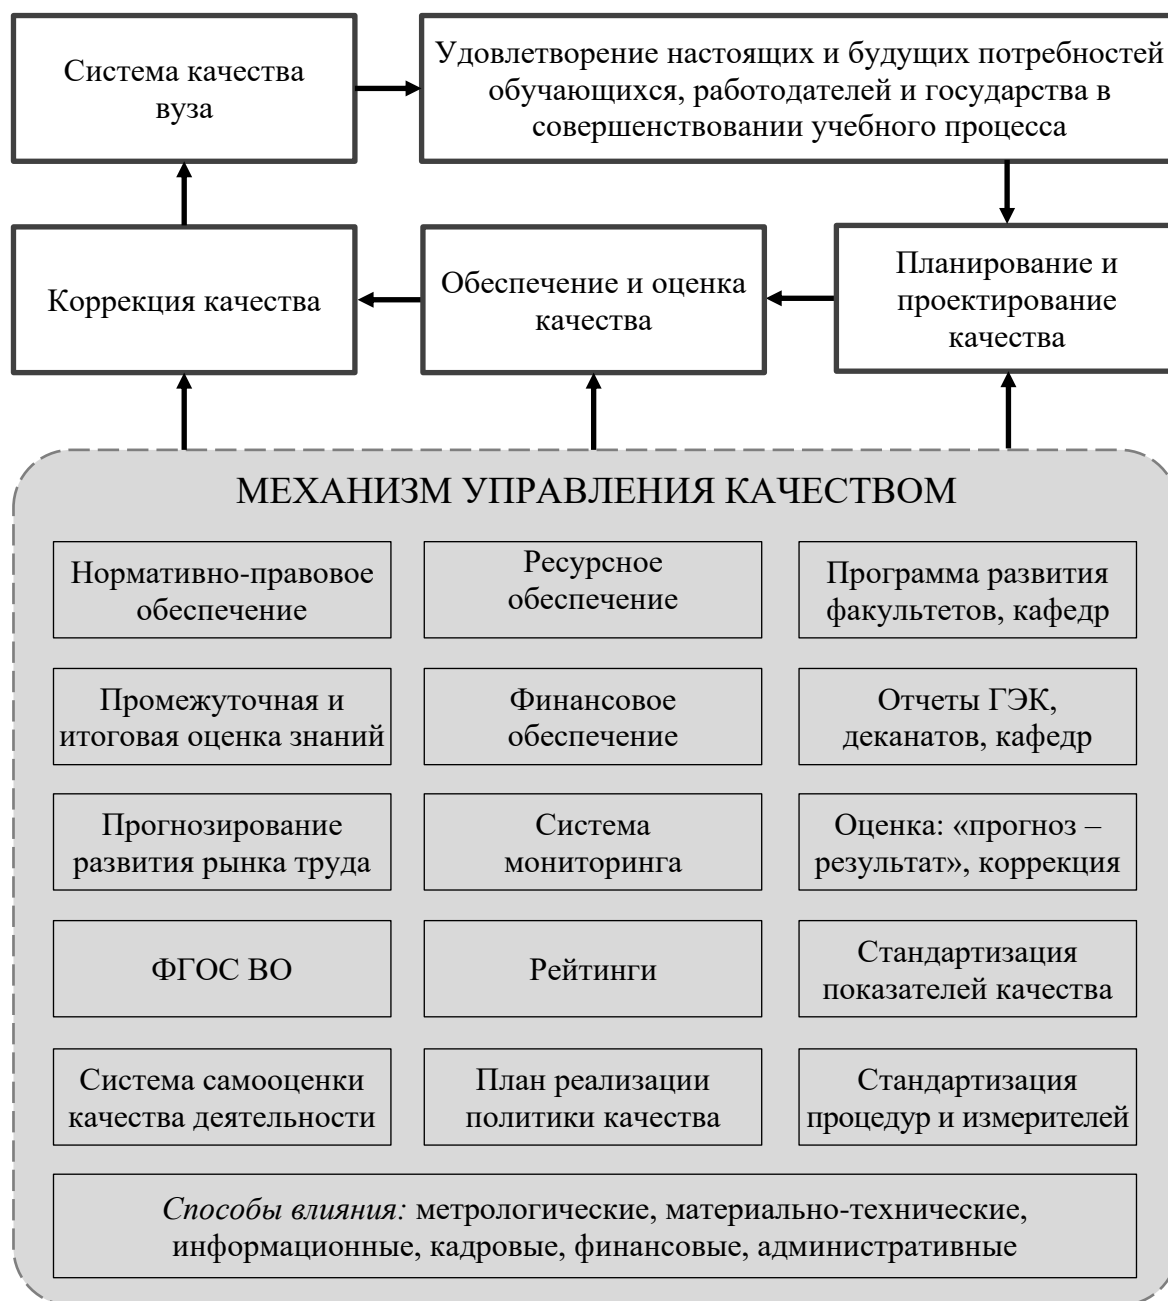 Система качества
вуза
Удовлетворение настоящих и будущих потребностей
обучающихся, работодателей и государства в
совершенствовании учебного процесса
Коррекция качества
Обеспечение и оценка
качества
Планирование и
проектирование
качества
МЕХАНИЗМ УПРАВЛЕНИЯ КАЧЕСТВОМ
Нормативно-правовое
обеспечение
Ресурсное
обеспечение
Программа развития
факультетов, кафедр
Промежуточная и
итоговая оценка знаний
Финансовое
обеспечение
Отчеты ГЭК,
деканатов, кафедр
Прогнозирование
развития рынка труда
Система
мониторинга
Оценка: «прогноз –
результат», коррекция
ФГОС ВО
Рейтинги
Стандартизация
показателей качества
Система самооценки
качества деятельности
План реализации
политики качества
Стандартизация
процедур и измерителей
Способы влияния: метрологические, материально-технические,
информационные, кадровые, финансовые, административные